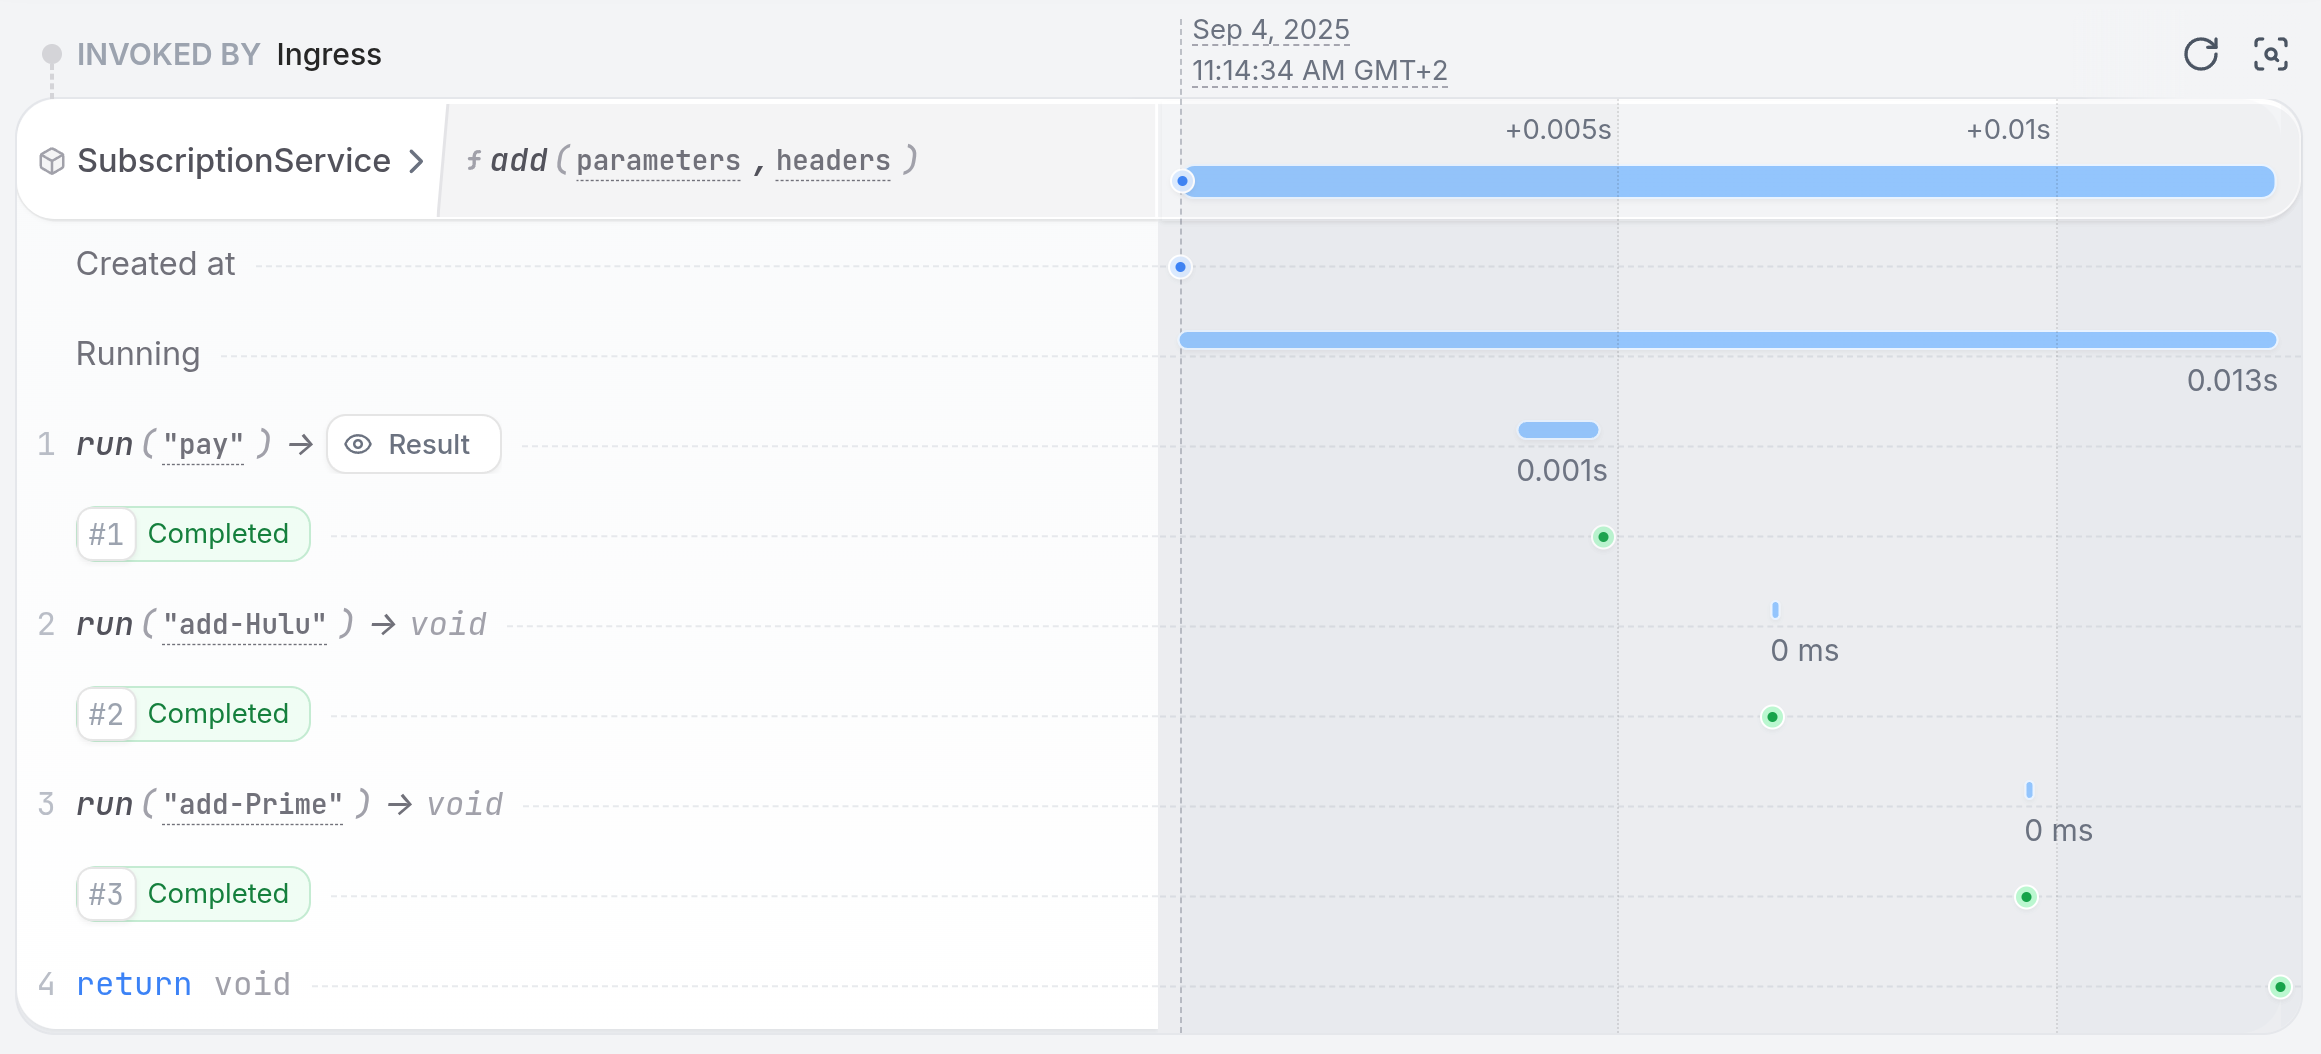 INVOKED BY Ingress
Sep 4, 2025
11:14:34 AM GMT+2
SubscriptionService
f add(parameters, headers)
+0.005s
+0.01s
Created at
Running
0.013s
1 run("pay") → Result
0.001s
#1 Completed
2 run("add-Hulu") → void
0 ms
#2 Completed
3 run("add-Prime") → void
0 ms
#3 Completed
4 return void